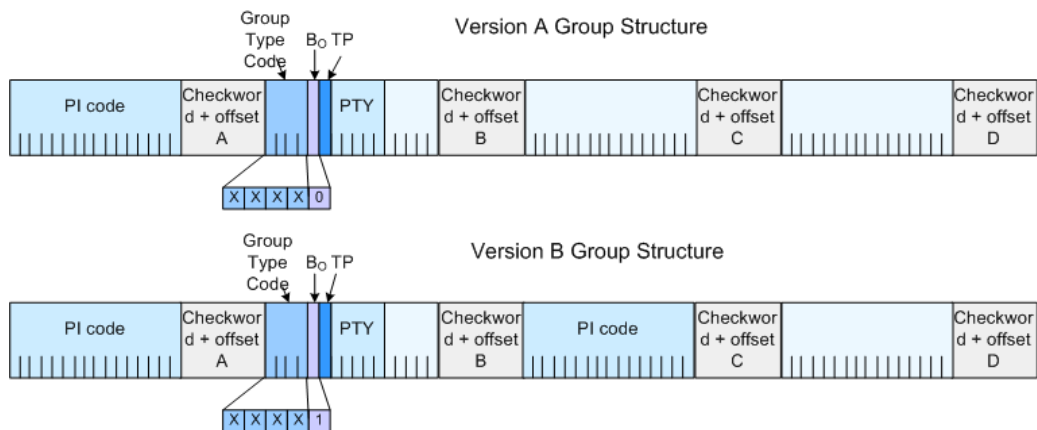 Group
Type
Code
B₀ TP
Version A Group Structure
PI code
Checkwor
d + offset
A
PTY
Checkwor
d + offset
B
Checkwor
d + offset
C
Checkwor
d + offset
D
X X X X 0
Group
Type
Code
B₀ TP
Version B Group Structure
PI code
Checkwor
d + offset
A
PTY
Checkwor
d + offset
B
PI code
Checkwor
d + offset
C
Checkwor
d + offset
D
X X X X 1